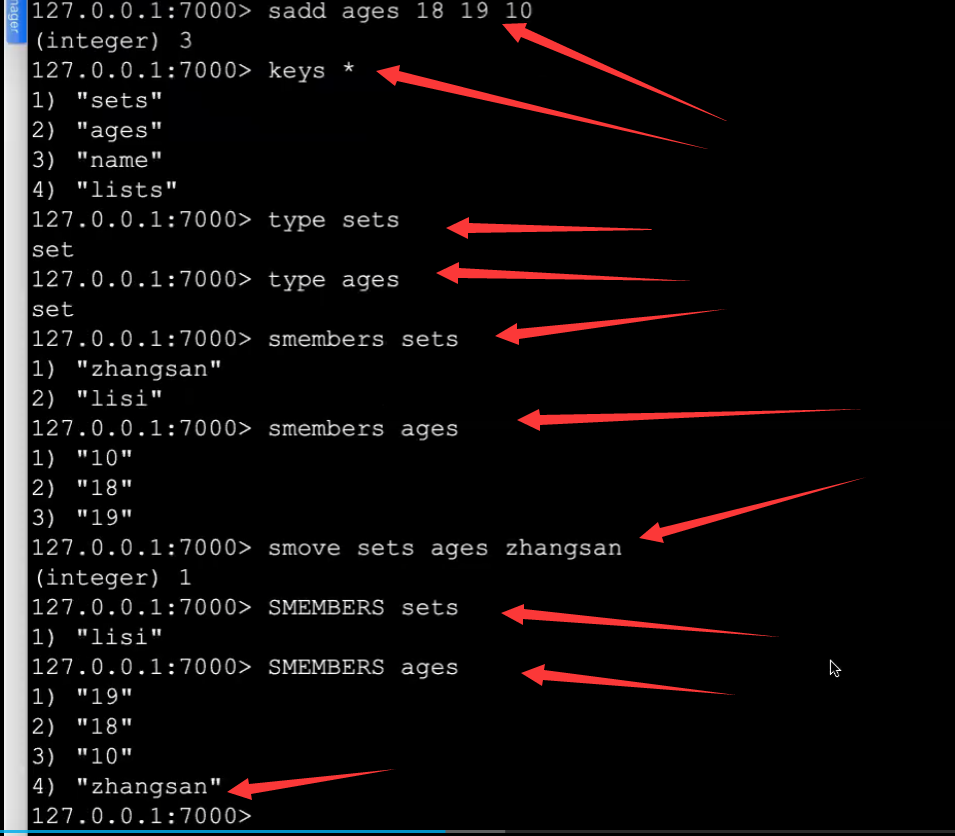 nager
127.0.0.1:7000> sadd ages 18 19 10
(integer) 3
127.0.0.1:7000> keys *
1) "sets"
2) "ages"
3) "name"
4) "lists"
127.0.0.1:7000> type sets
set
127.0.0.1:7000> type ages
set
127.0.0.1:7000> smembers sets
1) "zhangsan"
2) "lisi"
127.0.0.1:7000> smembers ages
1) "10"
2) "18"
3) "19"
127.0.0.1:7000> smove sets ages zhangsan
(integer) 1
127.0.0.1:7000> SMEMBERS sets
1) "lisi"
127.0.0.1:7000> SMEMBERS ages
1) "19"
2) "18"
3) "10"
4) "zhangsan"
127.0.0.1:7000>